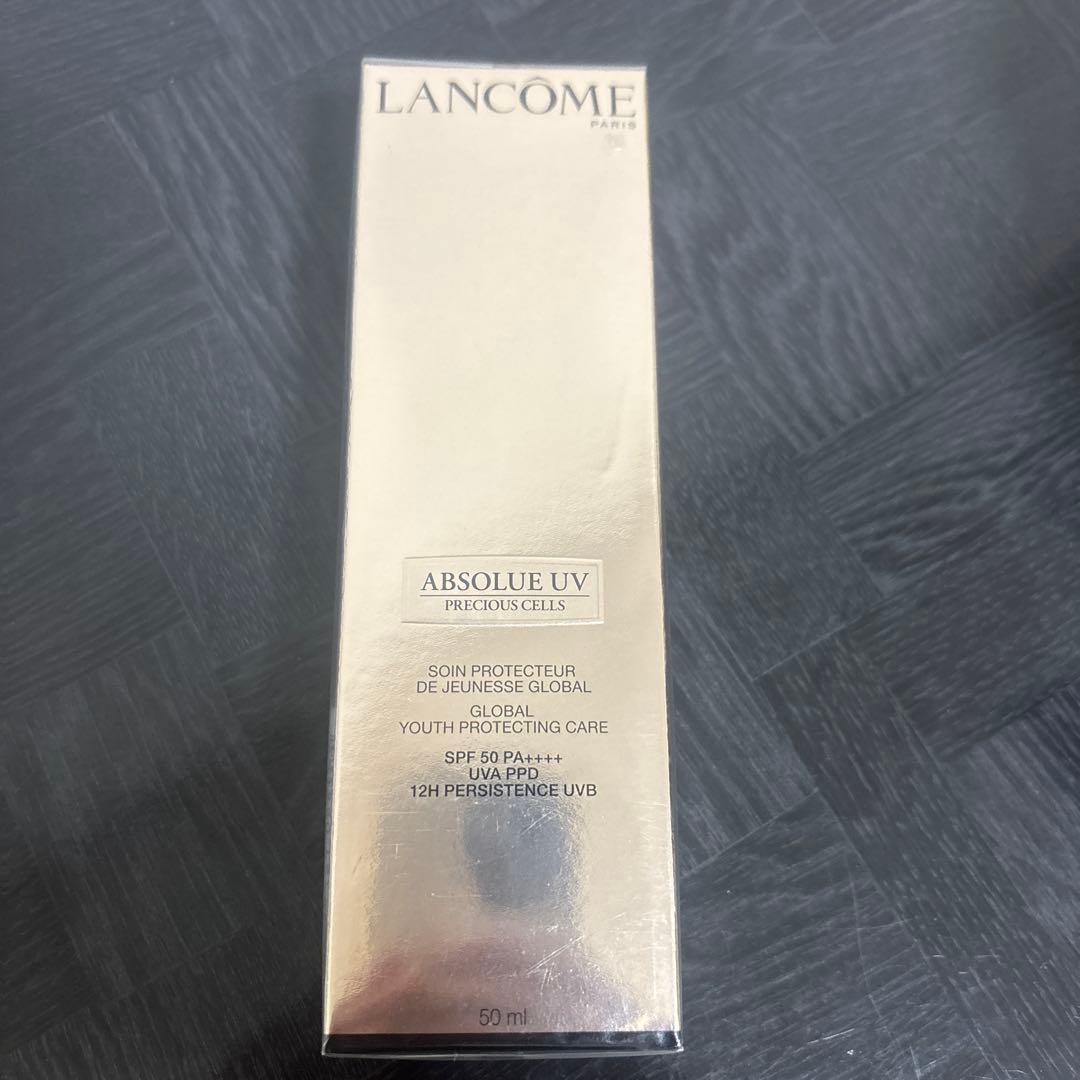 LANCÔME
PARIS
ABSOLUE UV
PRECIOUS CELLS
SOIN PROTECTEUR
DE JEUNESSE GLOBAL
GLOBAL
YOUTH PROTECTING CARE
SPF 50 PA++++
UVA PPD
12H PERSISTENCE UVB
50 ml